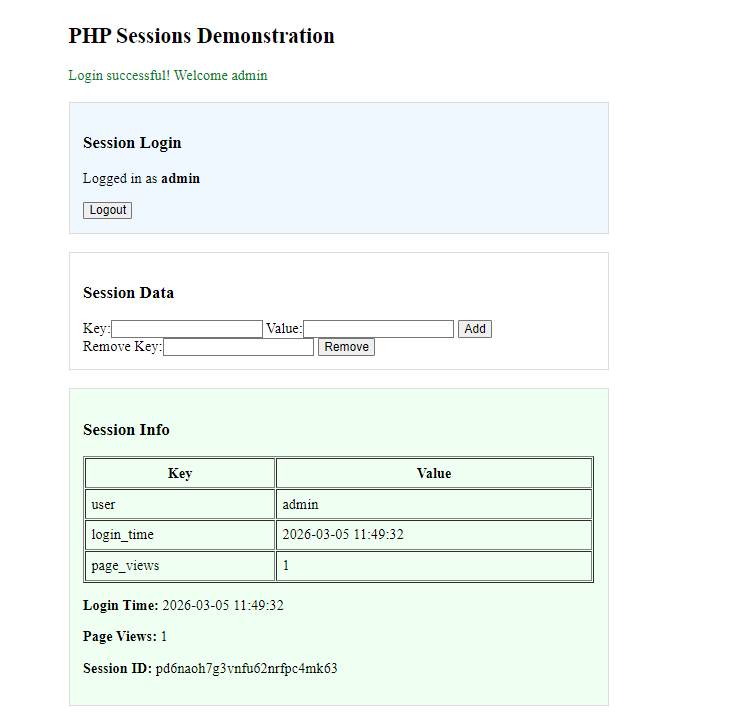 PHP Sessions Demonstration
Login successful! Welcome admin
Session Login
Logged in as admin
Logout
Session Data
Key: Value: Add
Remove Key: Remove
Session Info
Key Value
user admin
login_time 2026-03-05 11:49:32
page_views 1
Login Time: 2026-03-05 11:49:32
Page Views: 1
Session ID: pd6naoh7g3vnfu62nrfpc4mk63